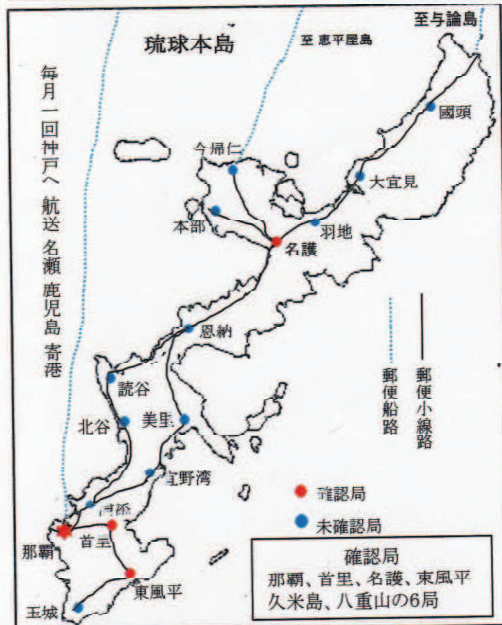 琉球本島
至与論島
至 恵平屋島
毎月一回神戸へ 航送 名瀬 鹿児島 寄港
國頭
今帰仁
大宜見
本部
羽地
名護
恩納
読谷
北谷
美里
宜野湾
那覇
首里
東風平
玉城
郵便船路
郵便小線路
確認局
未確認局
確認局
那覇、首里、名護、東風平
久米島、八重山の6局